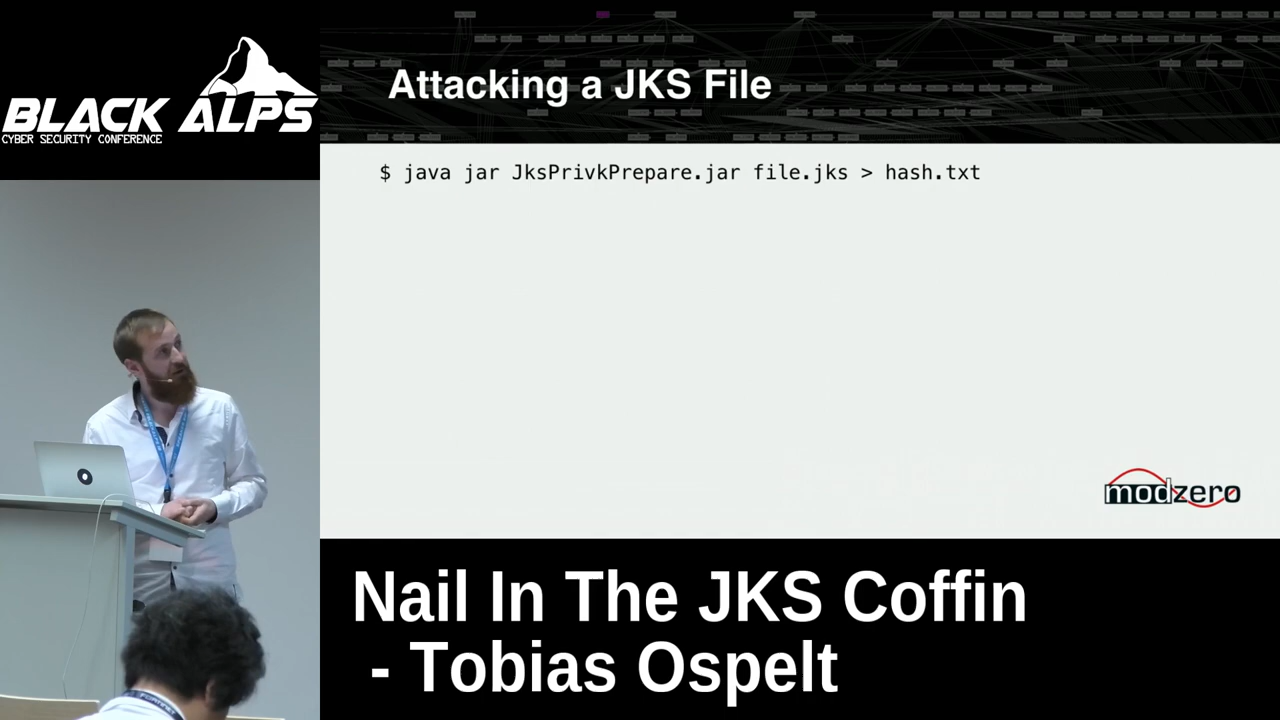 BLACK ALPS
CYBER SECURITY CONFERENCE
Attacking a JKS File
$ java jar JksPrivkPrepare.jar file.jks > hash.txt
modzero
Nail In The JKS Coffin
- Tobias Ospelt
FORTINET